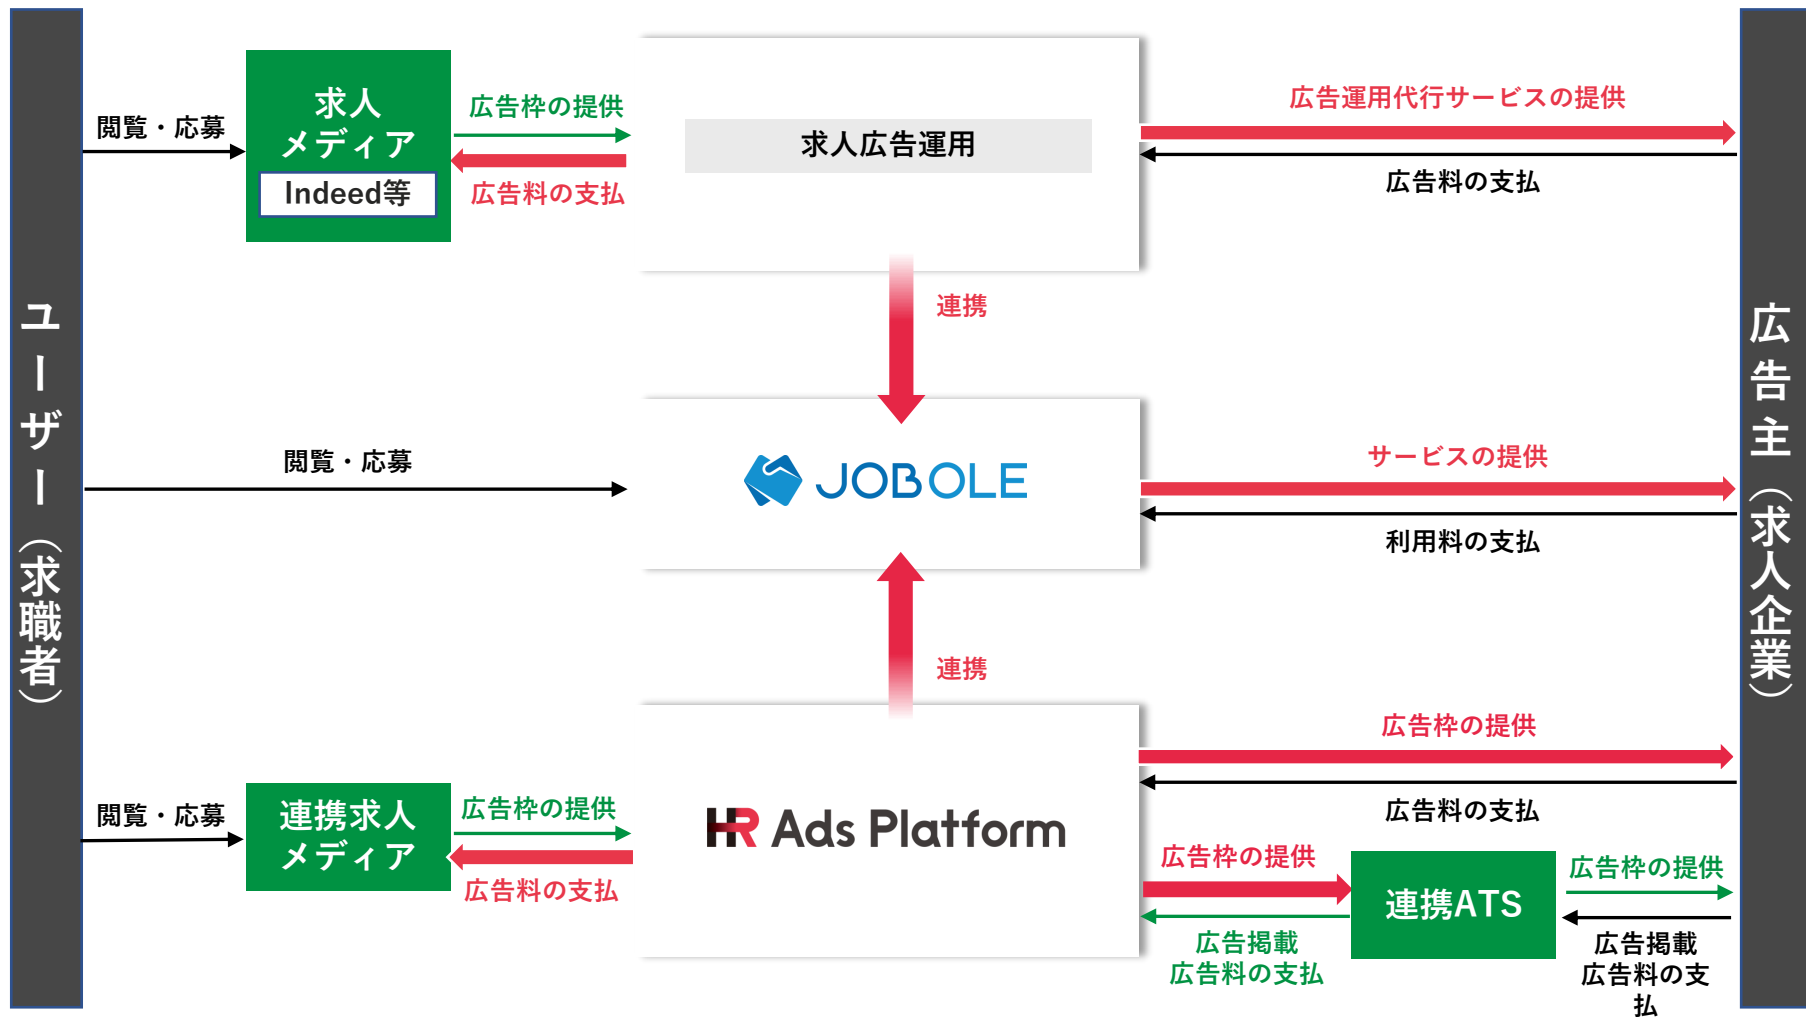 ユーザー（求職者）
閲覧・応募
求人
メディア
Indeed等
広告枠の提供
広告料の支払
求人広告運用
広告運用代行サービスの提供
広告料の支払
連携
閲覧・応募
JOBOLE
サービスの提供
利用料の支払
連携
閲覧・応募
連携求人
メディア
広告枠の提供
広告料の支払
HR Ads Platform
広告枠の提供
広告料の支払
広告枠の提供
広告掲載
広告料の支払
連携ATS
広告枠の提供
広告掲載
広告料の支
払
広告主（求人企業）